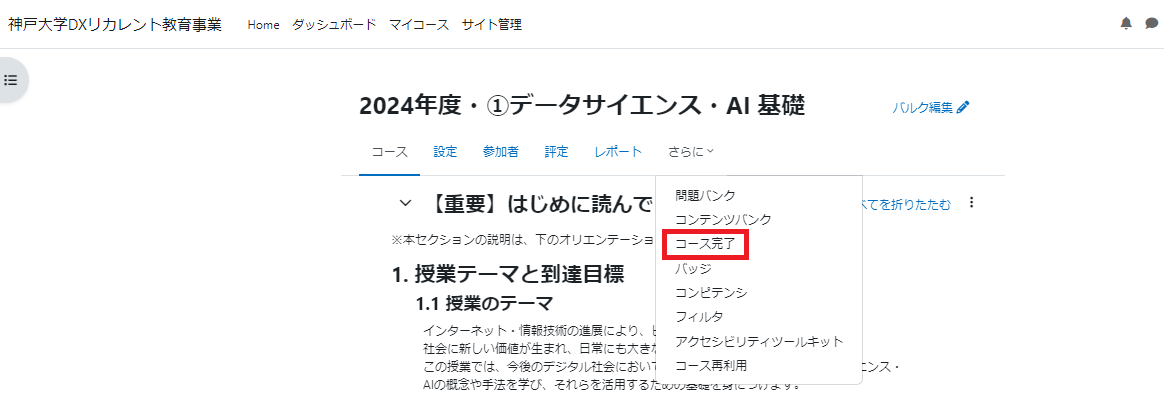 神戸大学DXリカレント教育事業 Home ダッシュボード マイコース サイト管理
2024年度・①データサイエンス・AI 基礎
バルク編集
コース 設定 参加者 評定 レポート さらに
問題バンク
コンテンツバンク
コース完了
バッジ
コンピテンシ
フィルタ
アクセシビリティツールキット
コース再利用
【重要】はじめに読んで
べてを折りたたむ
※本セクションの説明は、下のオリエンテーショ
1. 授業テーマと到達目標
1.1 授業のテーマ
インターネット・情報技術の進展により、
社会に新しい価値が生まれ、日常にも大き
この授業では、今後のデジタル社会において
エンス・
AIの概念や手法を学び、それらを活用するための基礎を身につけます。